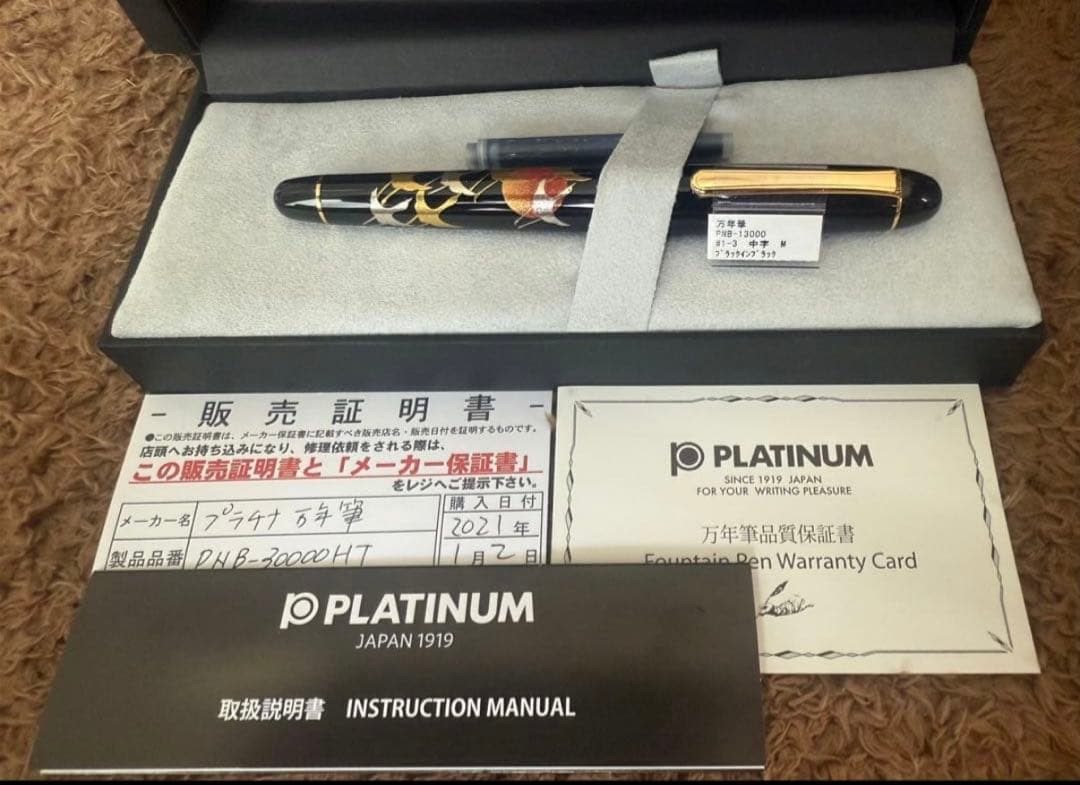 万年筆
PNB-13000
#1-3 中字 M
ブラックインブラック
- 販売証明書 -
●この販売証明書は、メーカー保証書に記載すべき販売店名・販売日付を証明するものです。
店頭へお持ち込みになり、修理依頼をされる際は、
この販売証明書と「メーカー保証書」
をレジへご提示下さい。
メーカー名 プラチナ万年筆
購入日付
2021年
製品品番 PNB-30000HT
1月2日
PLATINUM
SINCE 1919 JAPAN
FOR YOUR WRITING PLEASURE
万年筆品質保証書
Fountain Pen Warranty Card
PLATINUM
JAPAN 1919
取扱説明書 INSTRUCTION MANUAL